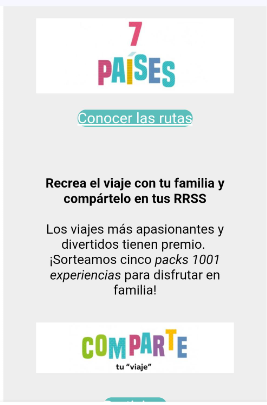 7
PAÍSES
Conocer las rutas
Recrea el viaje con tu familia y
compártelo en tus RRSS
Los viajes más apasionantes y
divertidos tienen premio.
¡Sorteamos cinco packs 1001
experiencias para disfrutar en
familia!
COMPARTE
tu "viaje"